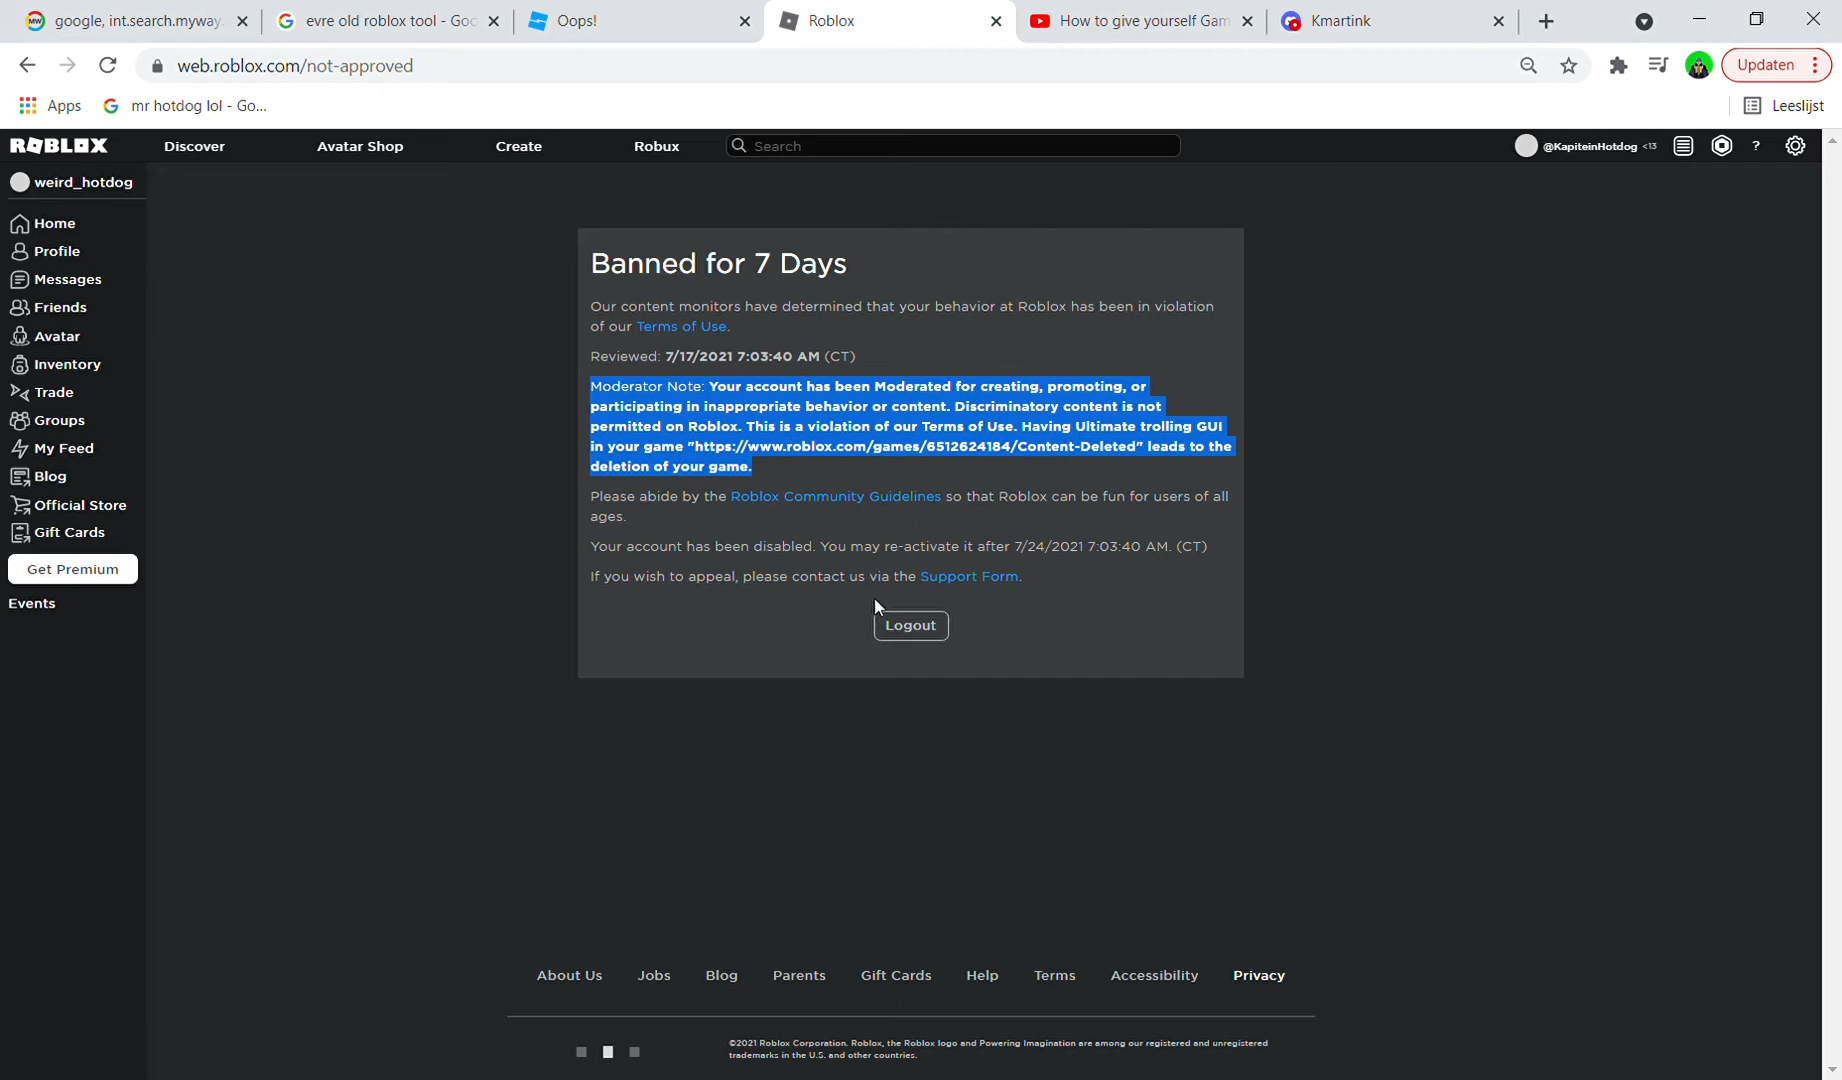 google, int.search.myway.
evre old roblox tool - Goo
Oops!
Roblox
How to give yourself Gam
Kmartink
web.roblox.com/not-approved
Updaten
Apps
mr hotdog lol - Go...
Leeslijst
ROBLOX
Discover
Avatar Shop
Create
Robux
Search
@KapiteinHotdog <13
?
weird_hotdog
Home
Profile
Messages
Friends
Avatar
Inventory
Trade
Groups
My Feed
Blog
Official Store
Gift Cards
Get Premium
Events
Banned for 7 Days
Our content monitors have determined that your behavior at Roblox has been in violation
of our Terms of Use.
Reviewed: 7/17/2021 7:03:40 AM (CT)
Moderator Note: Your account has been Moderated for creating, promoting, or
participating in inappropriate behavior or content. Discriminatory content is not
permitted on Roblox. This is a violation of our Terms of Use. Having Ultimate trolling GUI
in your game "https://www.roblox.com/games/6512624184/Content-Deleted" leads to the
deletion of your game.
Please abide by the Roblox Community Guidelines so that Roblox can be fun for users of all
ages.
Your account has been disabled. You may re-activate it after 7/24/2021 7:03:40 AM. (CT)
If you wish to appeal, please contact us via the Support Form.
Logout
About Us
Jobs
Blog
Parents
Gift Cards
Help
Terms
Accessibility
Privacy
©2021 Roblox Corporation. Roblox, the Roblox logo and Powering Imagination are among our registered and unregistered
trademarks in the U.S. and other countries.